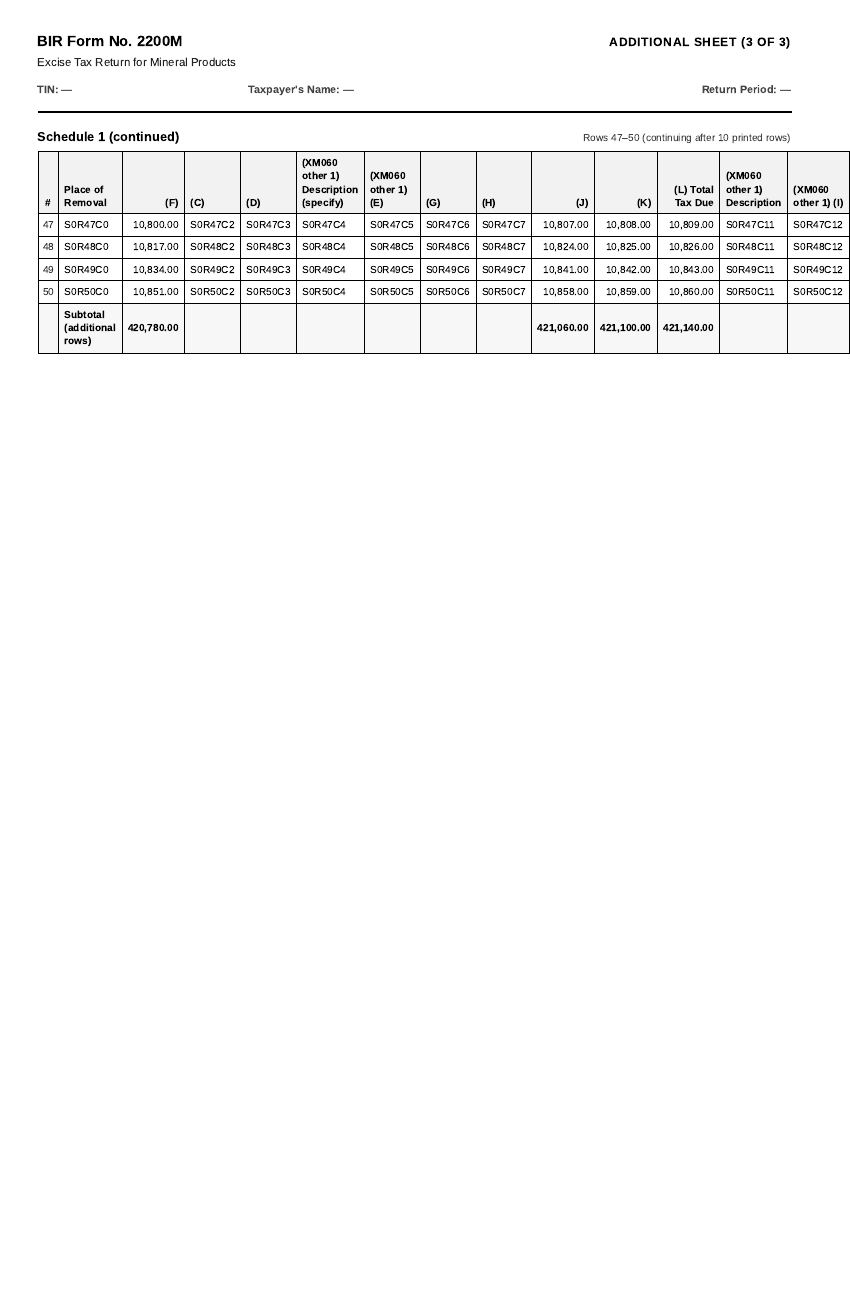 BIR Form No. 2200M
ADDITIONAL SHEET (3 OF 3)
Excise Tax Return for Mineral Products
TIN: — Taxpayer's Name: — Return Period: —
Schedule 1 (continued)
Rows 47–50 (continuing after 10 printed rows)
# Place of Removal (F) (C) (D) (XM060 other 1) Description (specify) (XM060 other 1) (E) (G) (H) (J) (K) (L) Total Tax Due (XM060 other 1) Description (XM060 other 1) (I)
47 S0R47C0 10,800.00 S0R47C2 S0R47C3 S0R47C4 S0R47C5 S0R47C6 S0R47C7 10,807.00 10,808.00 10,809.00 S0R47C11 S0R47C12
48 S0R48C0 10,817.00 S0R48C2 S0R48C3 S0R48C4 S0R48C5 S0R48C6 S0R48C7 10,824.00 10,825.00 10,826.00 S0R48C11 S0R48C12
49 S0R49C0 10,834.00 S0R49C2 S0R49C3 S0R49C4 S0R49C5 S0R49C6 S0R49C7 10,841.00 10,842.00 10,843.00 S0R49C11 S0R49C12
50 S0R50C0 10,851.00 S0R50C2 S0R50C3 S0R50C4 S0R50C5 S0R50C6 S0R50C7 10,858.00 10,859.00 10,860.00 S0R50C11 S0R50C12
Subtotal (additional rows) 420,780.00 421,060.00 421,100.00 421,140.00